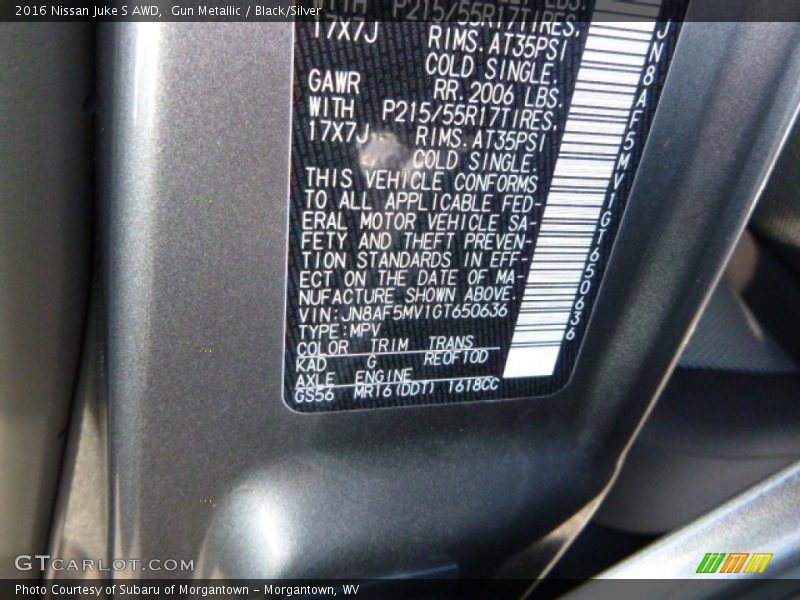 2016 Nissan Juke S AWD,  Gun Metallic / Black/Silver
WITH P215/55R17TIRES,
17X7J RIMS.AT35PSI
COLD SINGLE.
GAWR RR.2006 LBS.
WITH P215/55R17TIRES,
17X7J RIMS.AT35PSI
COLD SINGLE.
THIS VEHICLE CONFORMS
TO ALL APPLICABLE FED-
ERAL MOTOR VEHICLE SA-
FETY AND THEFT PREVEN-
TION STANDARDS IN EFF-
ECT ON THE DATE OF MA-
NUFACTURE SHOWN ABOVE.
VIN:JN8AF5MV1GT650636
TYPE:MPV
COLOR TRIM TRANS
KAD G RE0F10D
AXLE ENGINE
GS56 MR16(DDT) 1618CC
JN8AF5MV1GT650636
GTCarLot.com
Photo Courtesy of Subaru of Morgantown – Morgantown, WV